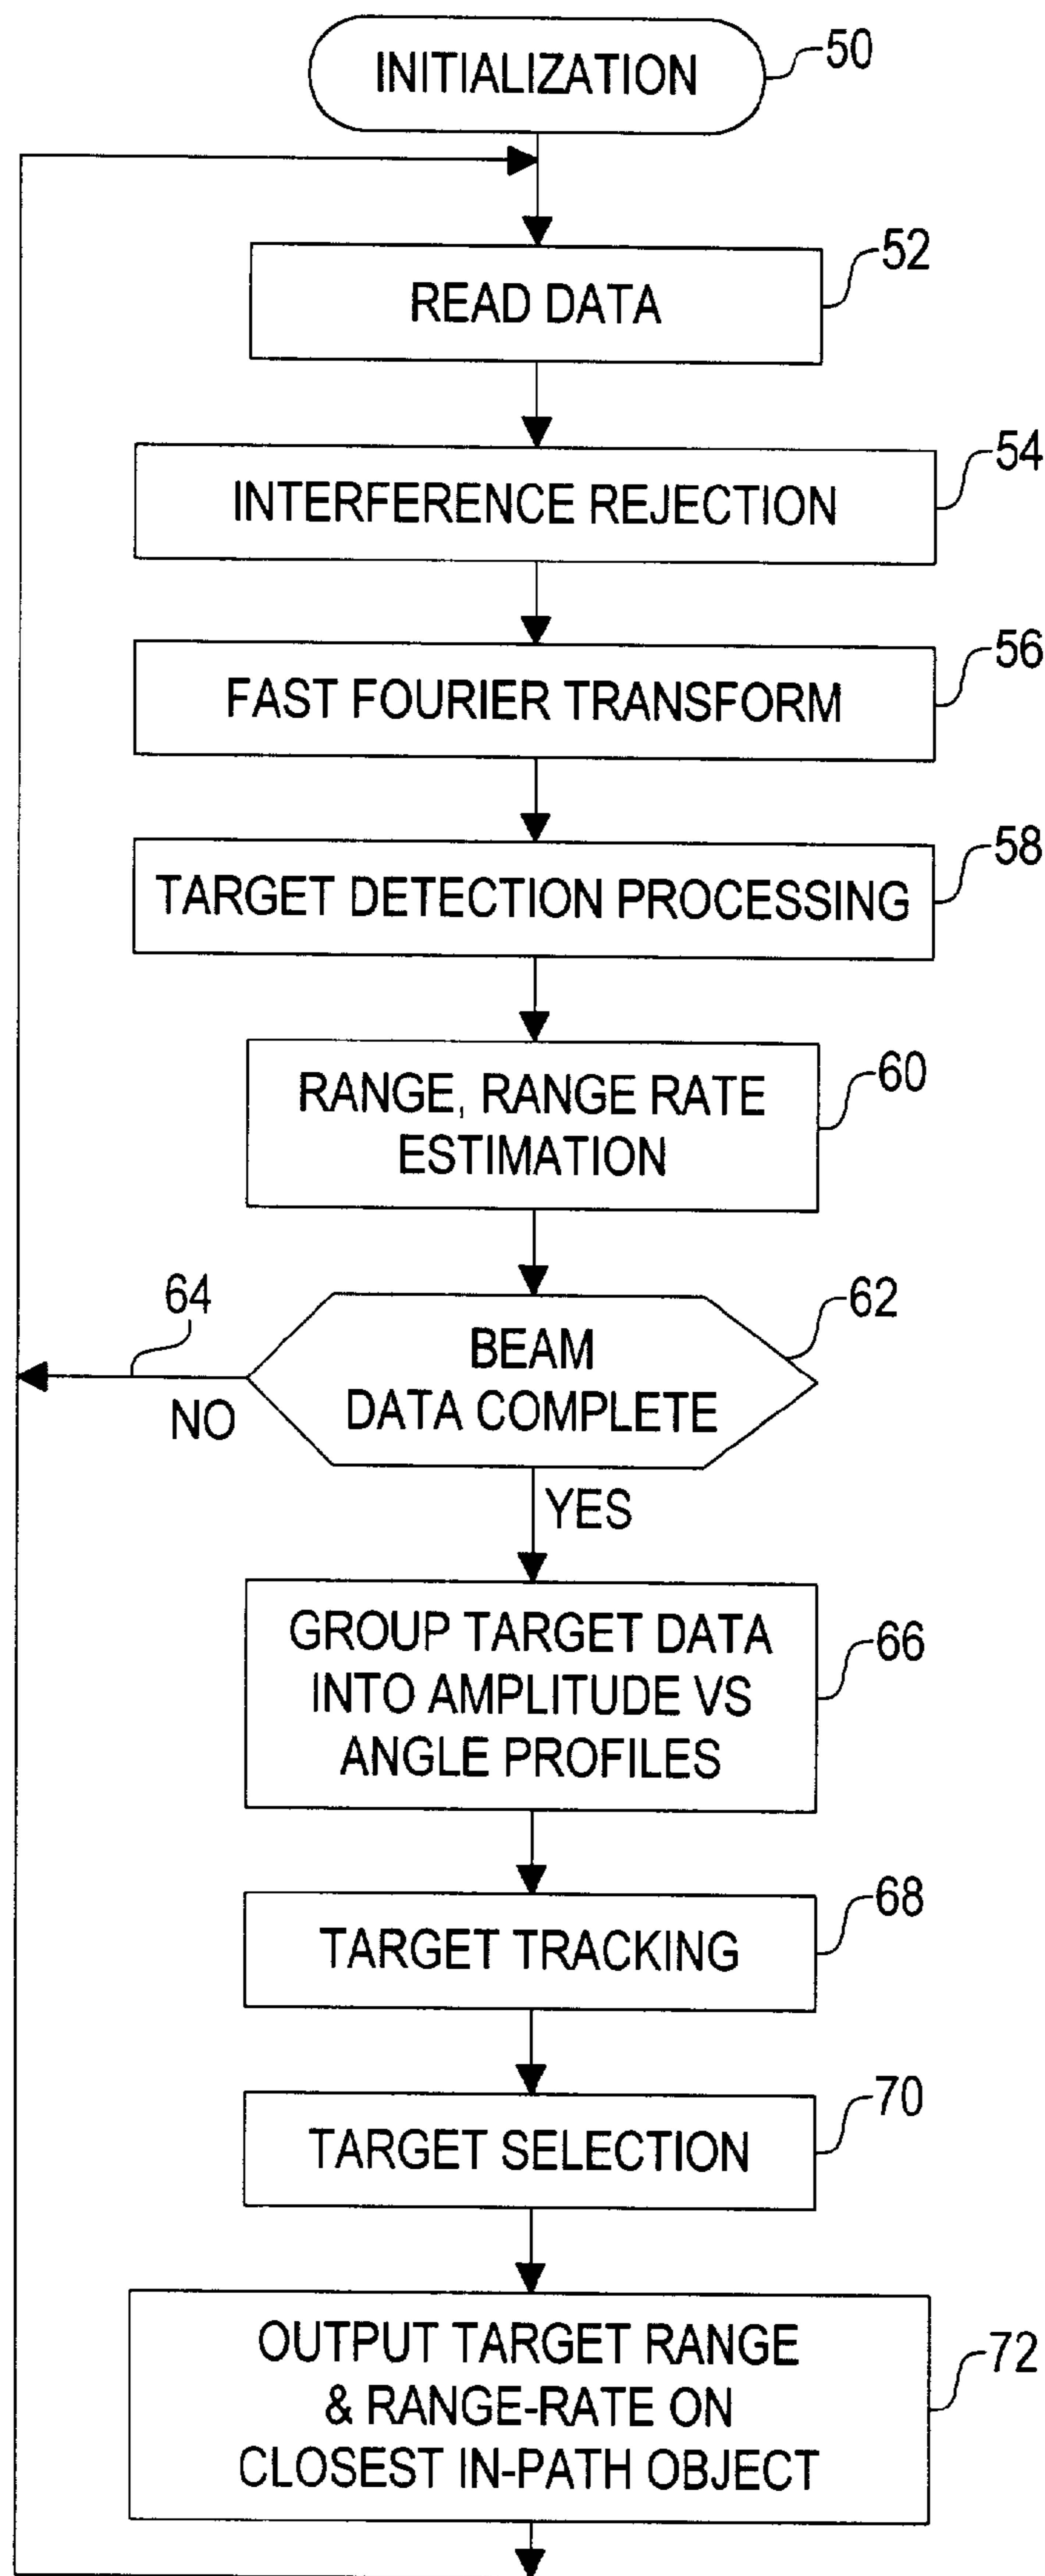 INITIALIZATION
50
READ DATA
52
INTERFERENCE REJECTION
54
FAST FOURIER TRANSFORM
56
TARGET DETECTION PROCESSING
58
RANGE, RANGE RATE
ESTIMATION
60
64
NO
BEAM
DATA COMPLETE
62
YES
GROUP TARGET DATA
INTO AMPLITUDE VS
ANGLE PROFILES
66
TARGET TRACKING
68
TARGET SELECTION
70
OUTPUT TARGET RANGE
& RANGE-RATE ON
CLOSEST IN-PATH OBJECT
72